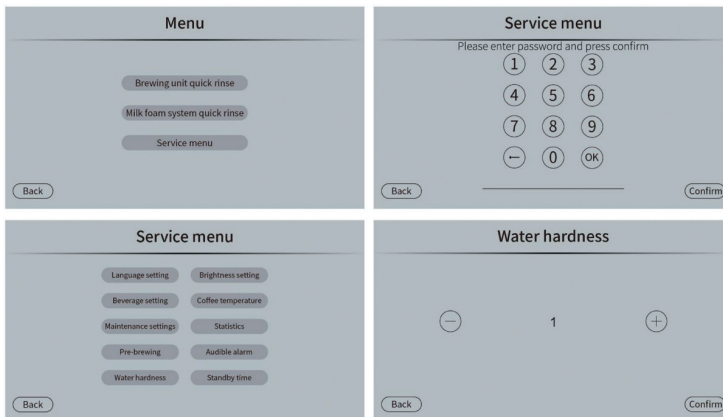 Menu
Brewing unit quick rinse
Milk foam system quick rinse
Service menu
Back
Service menu
Please enter password and press confirm
1 2 3
4 5 6
7 8 9
← 0 OK
Back Confirm
Service menu
Language setting Brightness setting
Beverage setting Coffee temperature
Maintenance settings Statistics
Pre-brewing Audible alarm
Water hardness Standby time
Back
Water hardness
− 1 +
Back Confirm